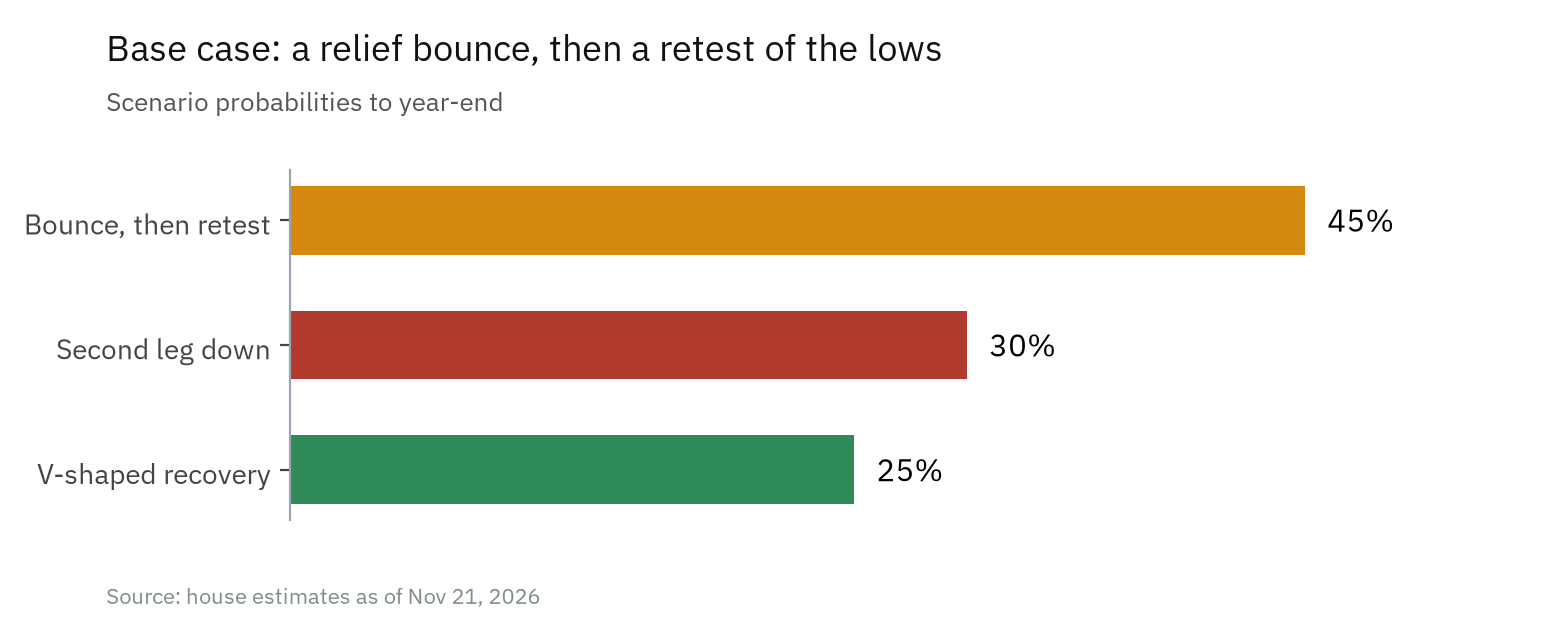 Base case: a relief bounce, then a retest of the lows
Scenario probabilities to year-end
Bounce, then retest
45%
Second leg down
30%
V-shaped recovery
25%
Source: house estimates as of Nov 21, 2026